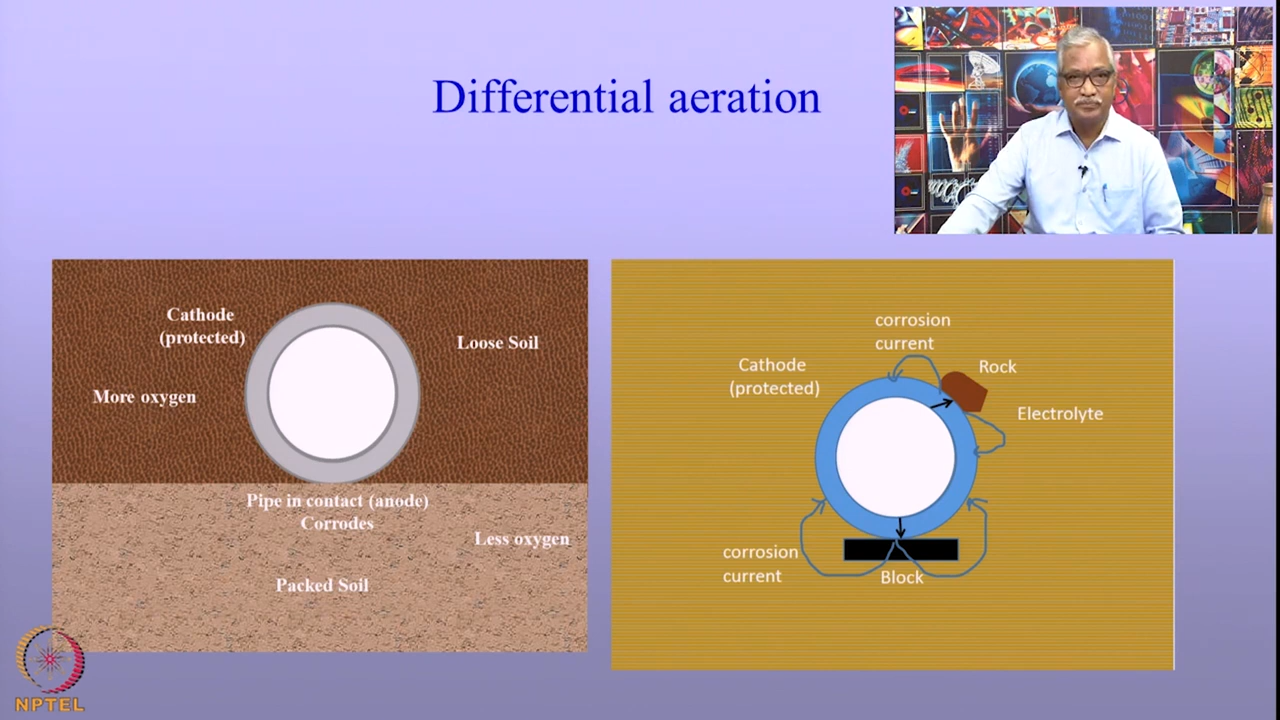 Differential aeration
Cathode
(protected)
Loose Soil
More oxygen
Pipe in contact (anode)
Corrodes
Less oxygen
Packed Soil
corrosion
current
Cathode
(protected)
Rock
Electrolyte
corrosion
current
Block
NPTEL